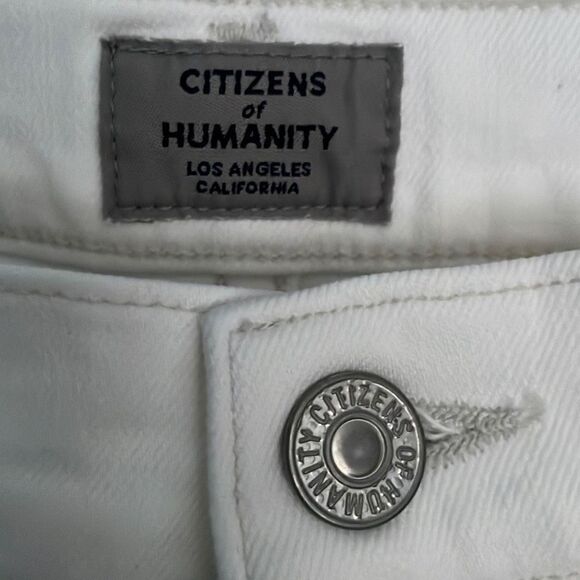 CITIZENS
of
HUMANITY
LOS ANGELES
CALIFORNIA
CITIZENS OF HUMANITY